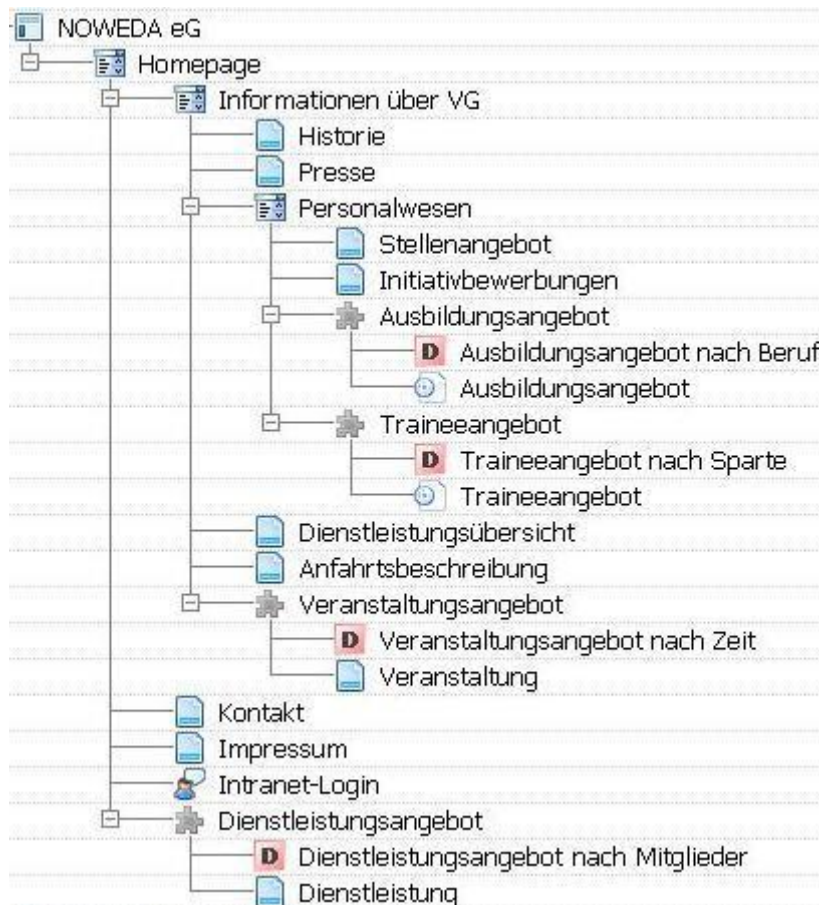 NOWEDA eG
Homepage
Informationen über VG
Historie
Presse
Personalwesen
Stellenangebot
Initiativbewerbungen
Ausbildungsangebot
D Ausbildungsangebot nach Beruf
Ausbildungsangebot
Traineeangebot
D Traineeangebot nach Sparte
Traineeangebot
Dienstleistungsübersicht
Anfahrtsbeschreibung
Veranstaltungsangebot
D Veranstaltungsangebot nach Zeit
Veranstaltung
Kontakt
Impressum
Intranet-Login
Dienstleistungsangebot
D Dienstleistungsangebot nach Mitglieder
Dienstleistung